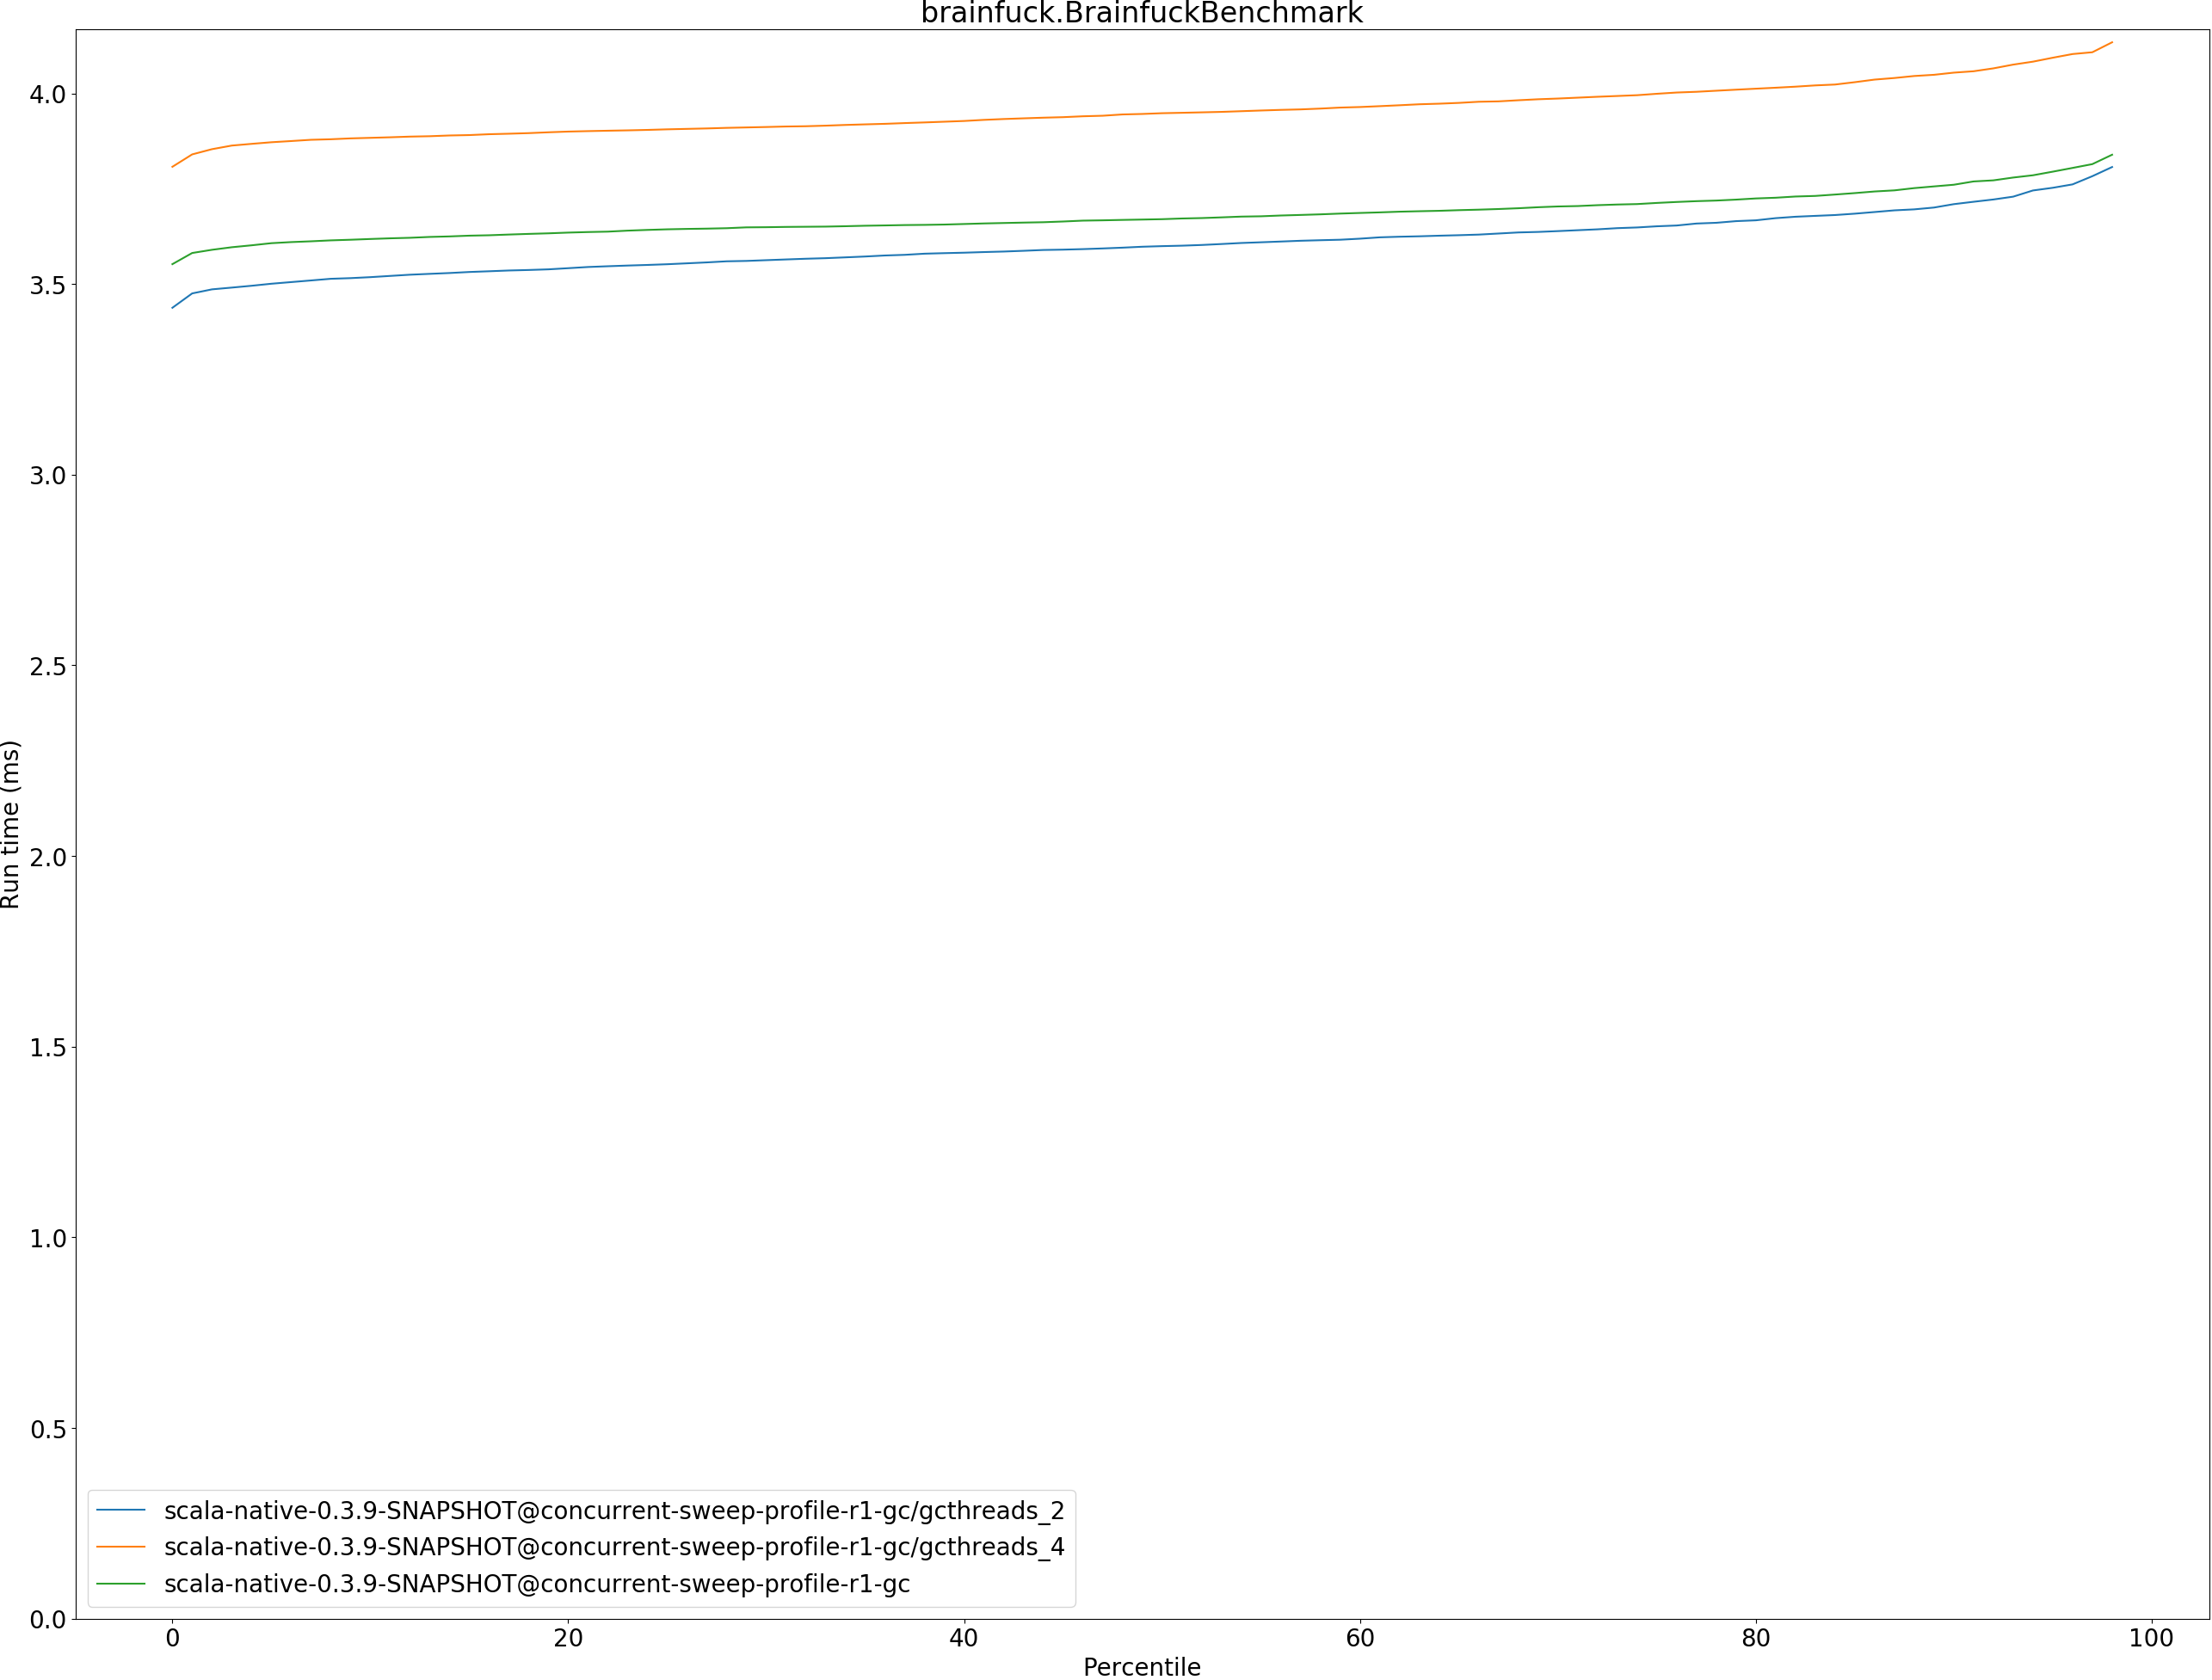 brainfuck.BrainfuckBenchmark
Run time (ms)
4.0
3.5
3.0
2.5
2.0
1.5
1.0
0.5
0.0
scala-native-0.3.9-SNAPSHOT@concurrent-sweep-profile-r1-gc/gcthreads_2
scala-native-0.3.9-SNAPSHOT@concurrent-sweep-profile-r1-gc/gcthreads_4
scala-native-0.3.9-SNAPSHOT@concurrent-sweep-profile-r1-gc
0 20 40 60 80 100
Percentile